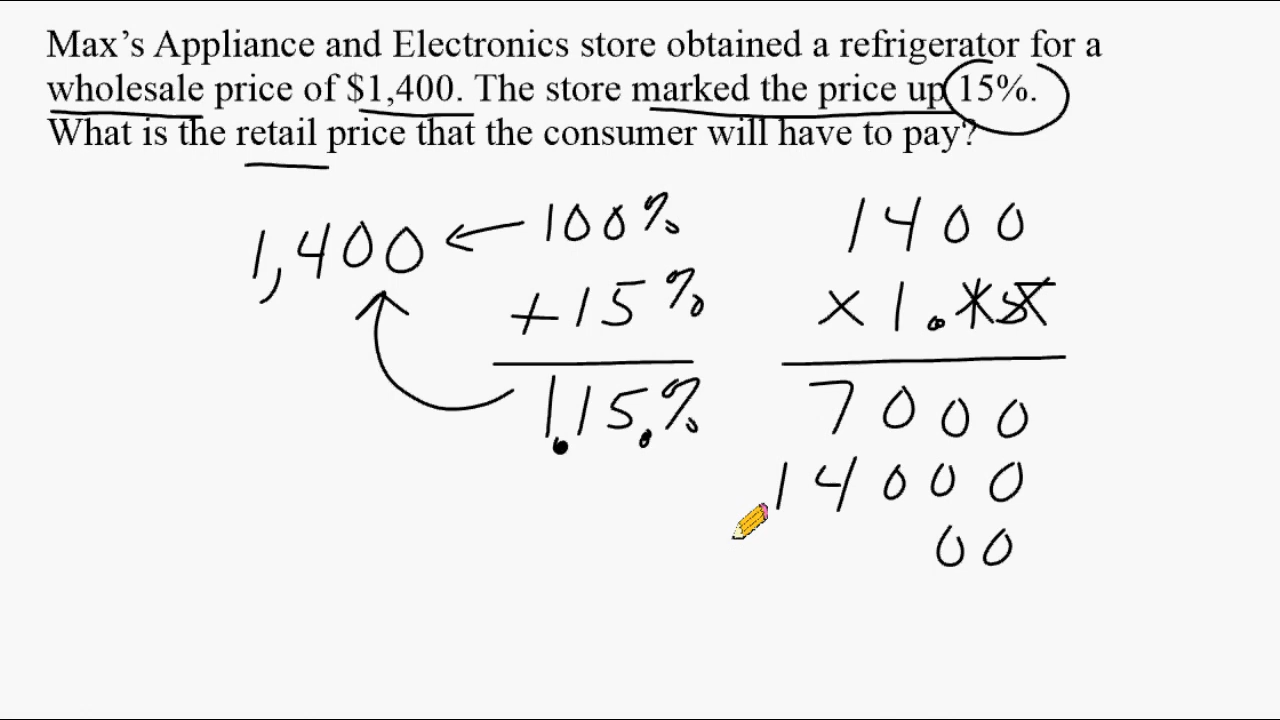 Max's Appliance and Electronics store obtained a refrigerator for a
wholesale price of $1,400. The store marked the price up 15%.
What is the retail price that the consumer will have to pay?
1,400 ← 100%
+15%
1.15.%
1400
×1.15
7000
14000
00